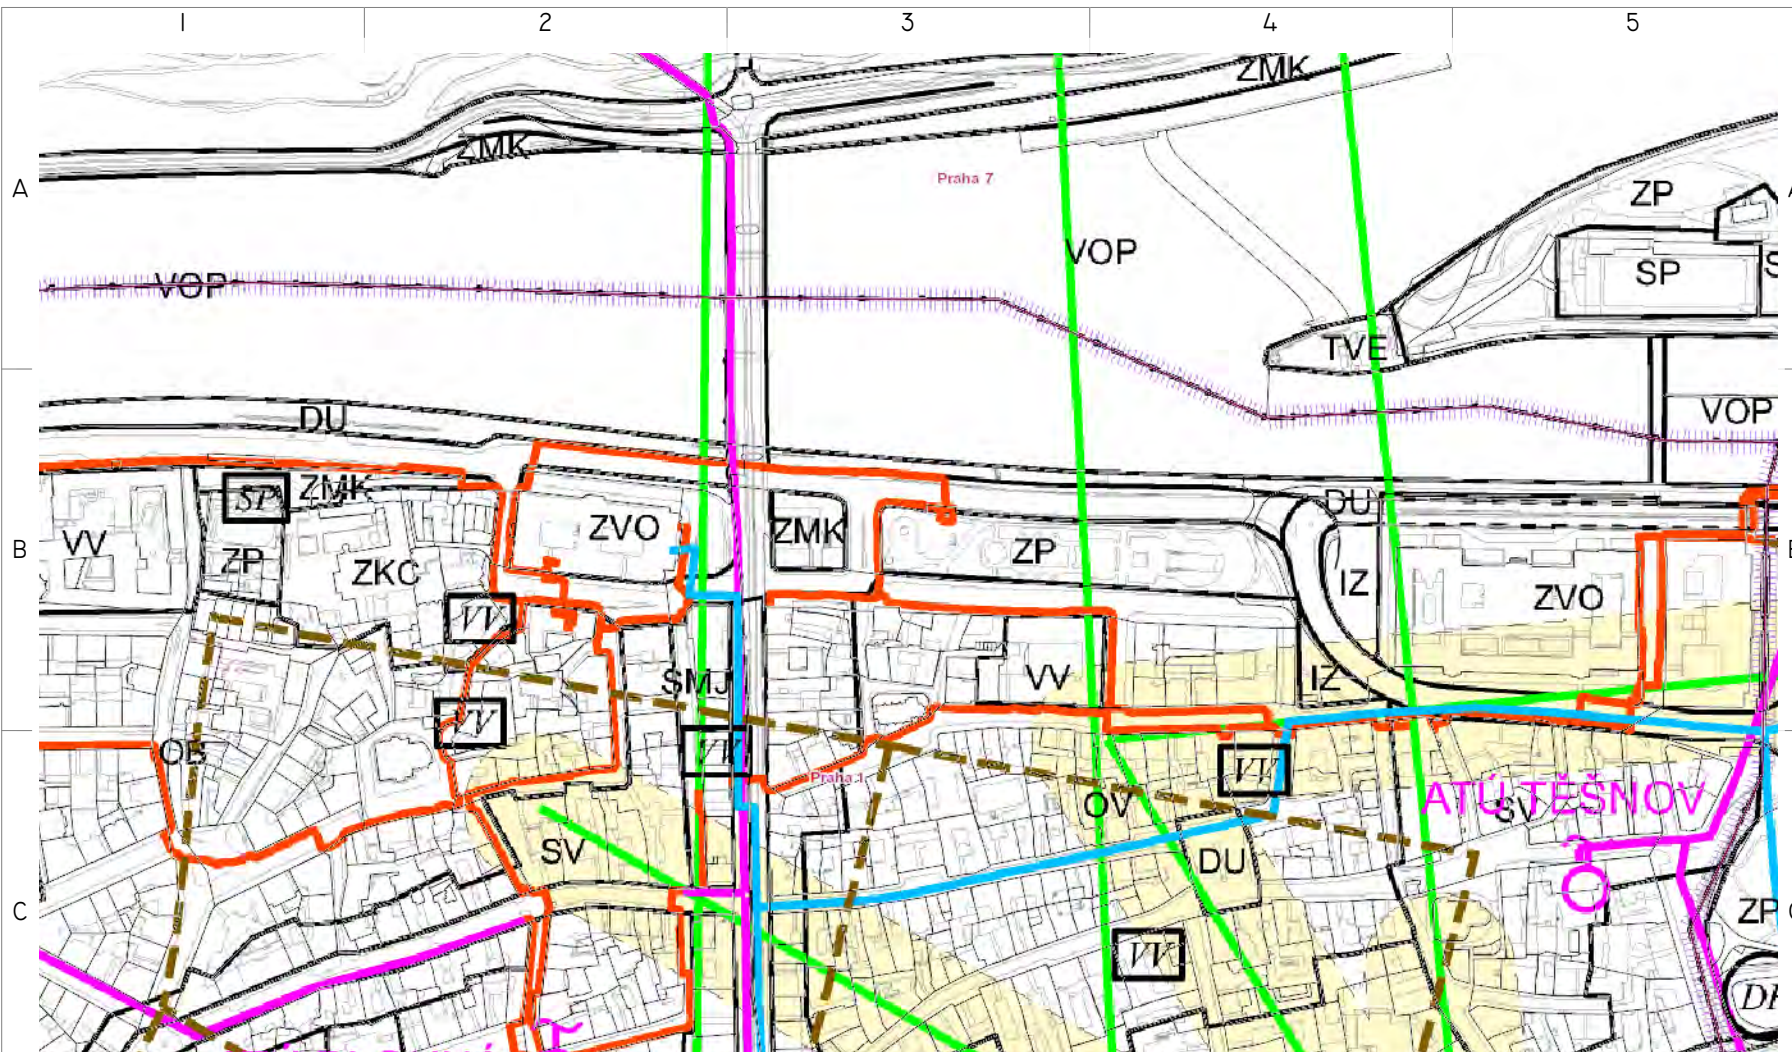 1 2 3 4 5
ZMK
ZMK
A
Praha 7
ZP
VOP
SP
VOP
TVE
VOP
DU
SP ZMK
DU
VV
ZVO
ZMK
ZP
B
ZP
ZKC
IZ
ZVO
VV
SMJ
VV
IZ
OB
Praha 1
VV
OV
ATÚ TĚŠNOV
SV
SV
DU
C
ZP
VV